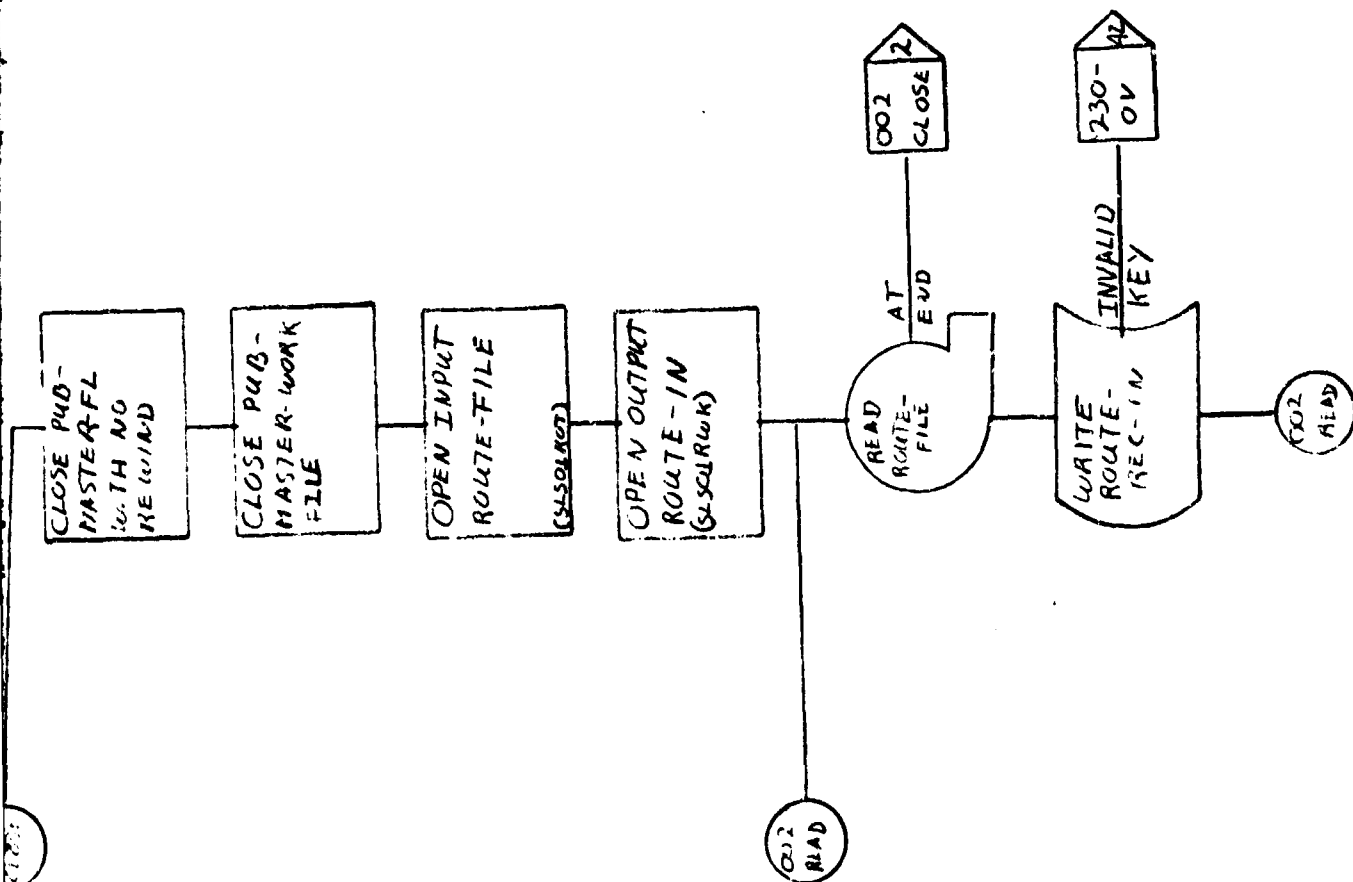 CLOSE PUB-
MASTER-FL
WITH NO
REWIND
CLOSE PUB-
MASTER-WORK
FILE
OPEN INPUT
ROUTE-FILE
OPEN OUTPUT
ROUTE-IN
002
READ
READ
ROUTE-
FILE
AT
END
002
CLOSE
2
WRITE
ROUTE-
REC-IN
INVALID
KEY
230-
OV
42
002
READ